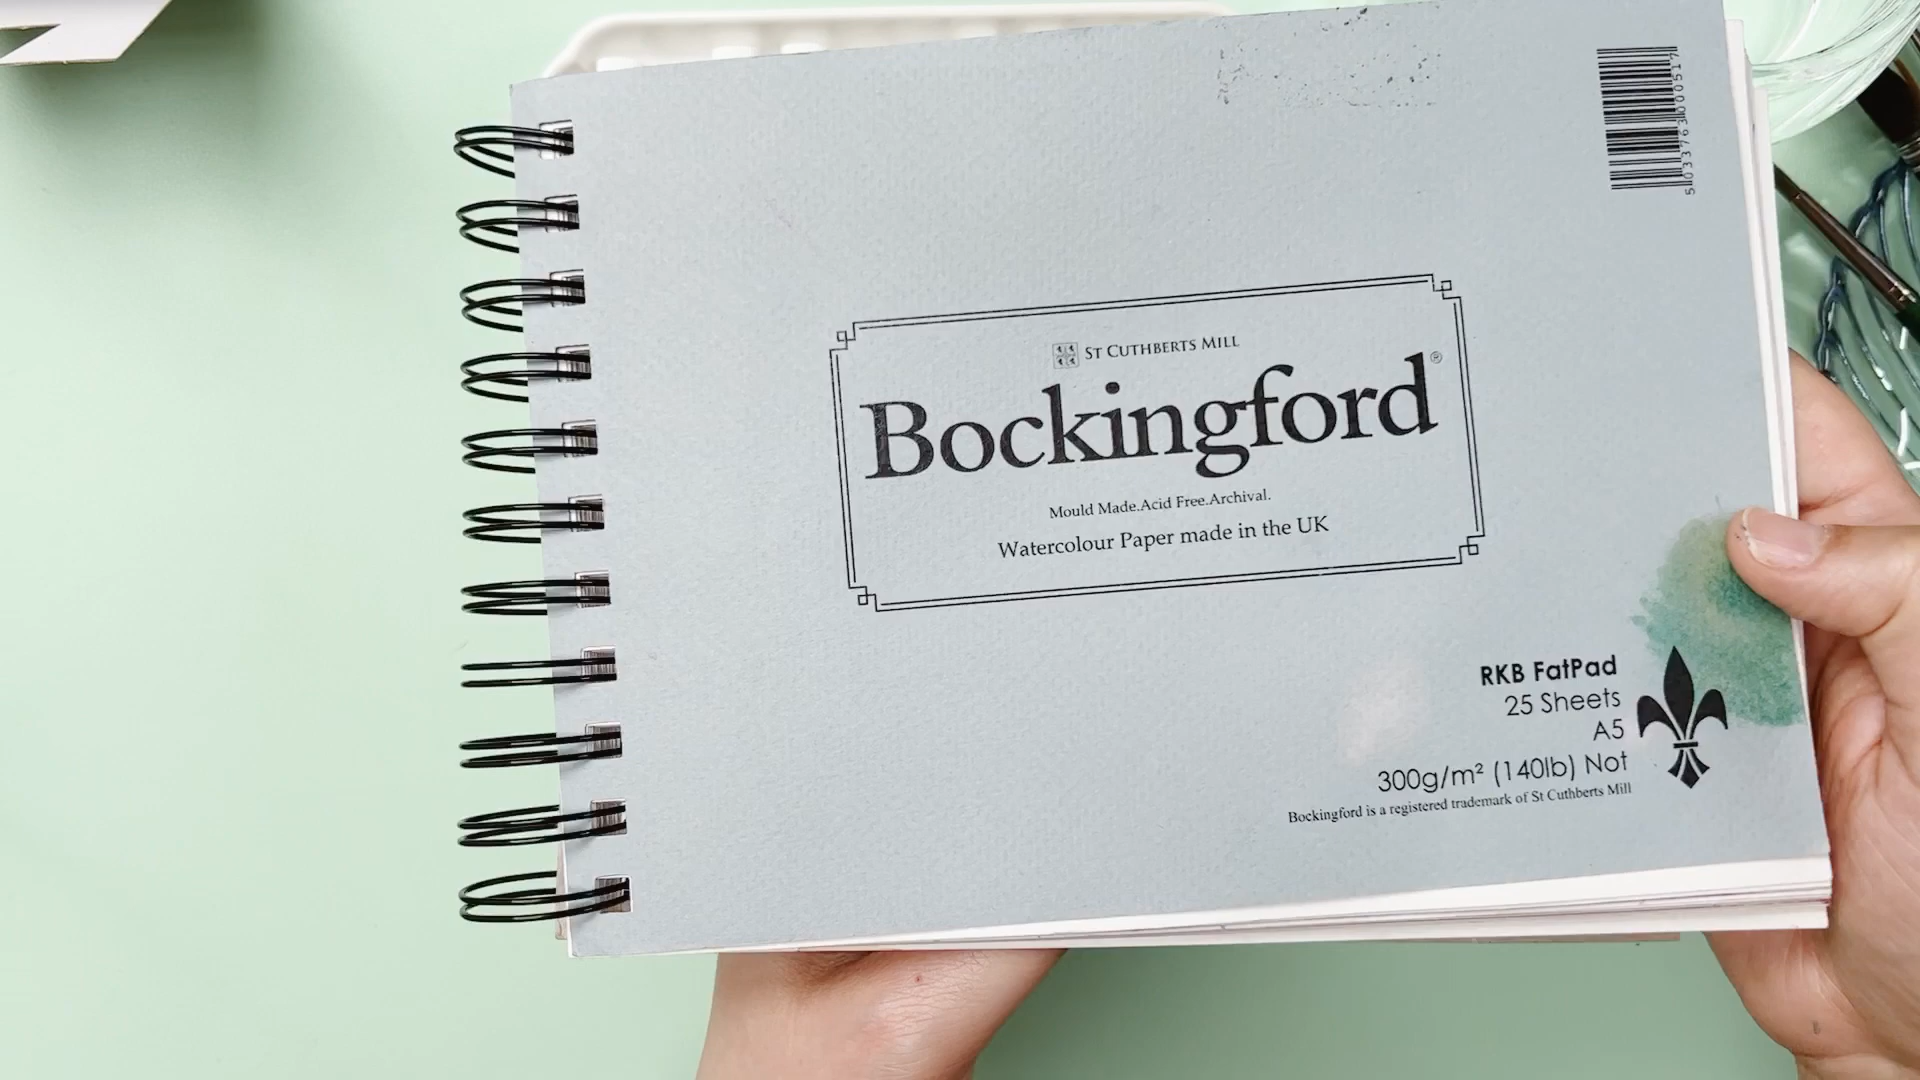 5033763000517
ST CUTHBERTS MILL
Bockingford®
Mould Made.Acid Free.Archival.
Watercolour Paper made in the UK
RKB FatPad
25 Sheets
A5
300g/m² (140lb) Not
Bockingford is a registered trademark of St Cuthberts Mill